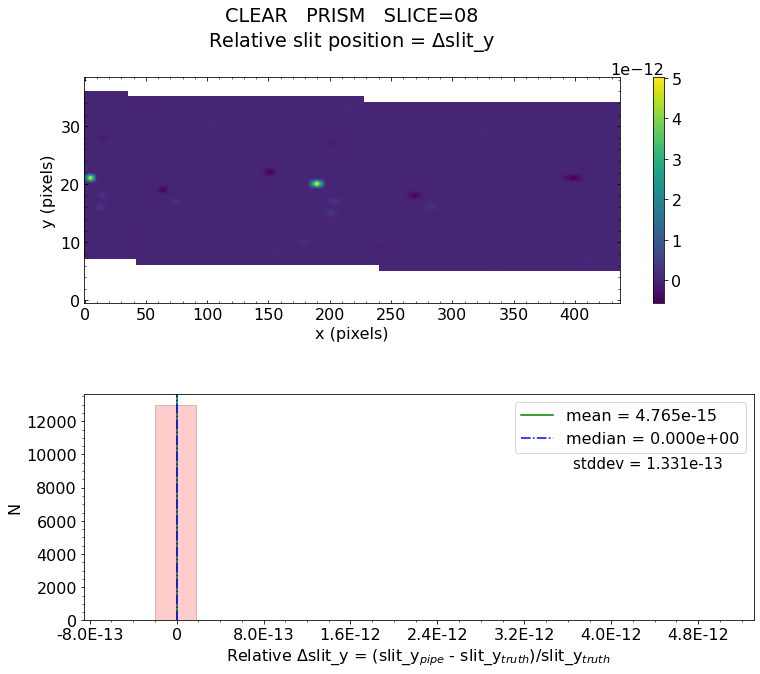 CLEAR   PRISM   SLICE=08
Relative slit position = Δslit_y
1e−12
5
4
3
2
1
0
y (pixels)
30
20
10
0
0 50 100 150 200 250 300 350 400
x (pixels)
N
12000
10000
8000
6000
4000
2000
0
mean = 4.765e-15
median = 0.000e+00
stddev = 1.331e-13
-8.0E-13 0 8.0E-13 1.6E-12 2.4E-12 3.2E-12 4.0E-12 4.8E-12
Relative Δslit_y = (slit_y_pipe - slit_y_truth)/slit_y_truth